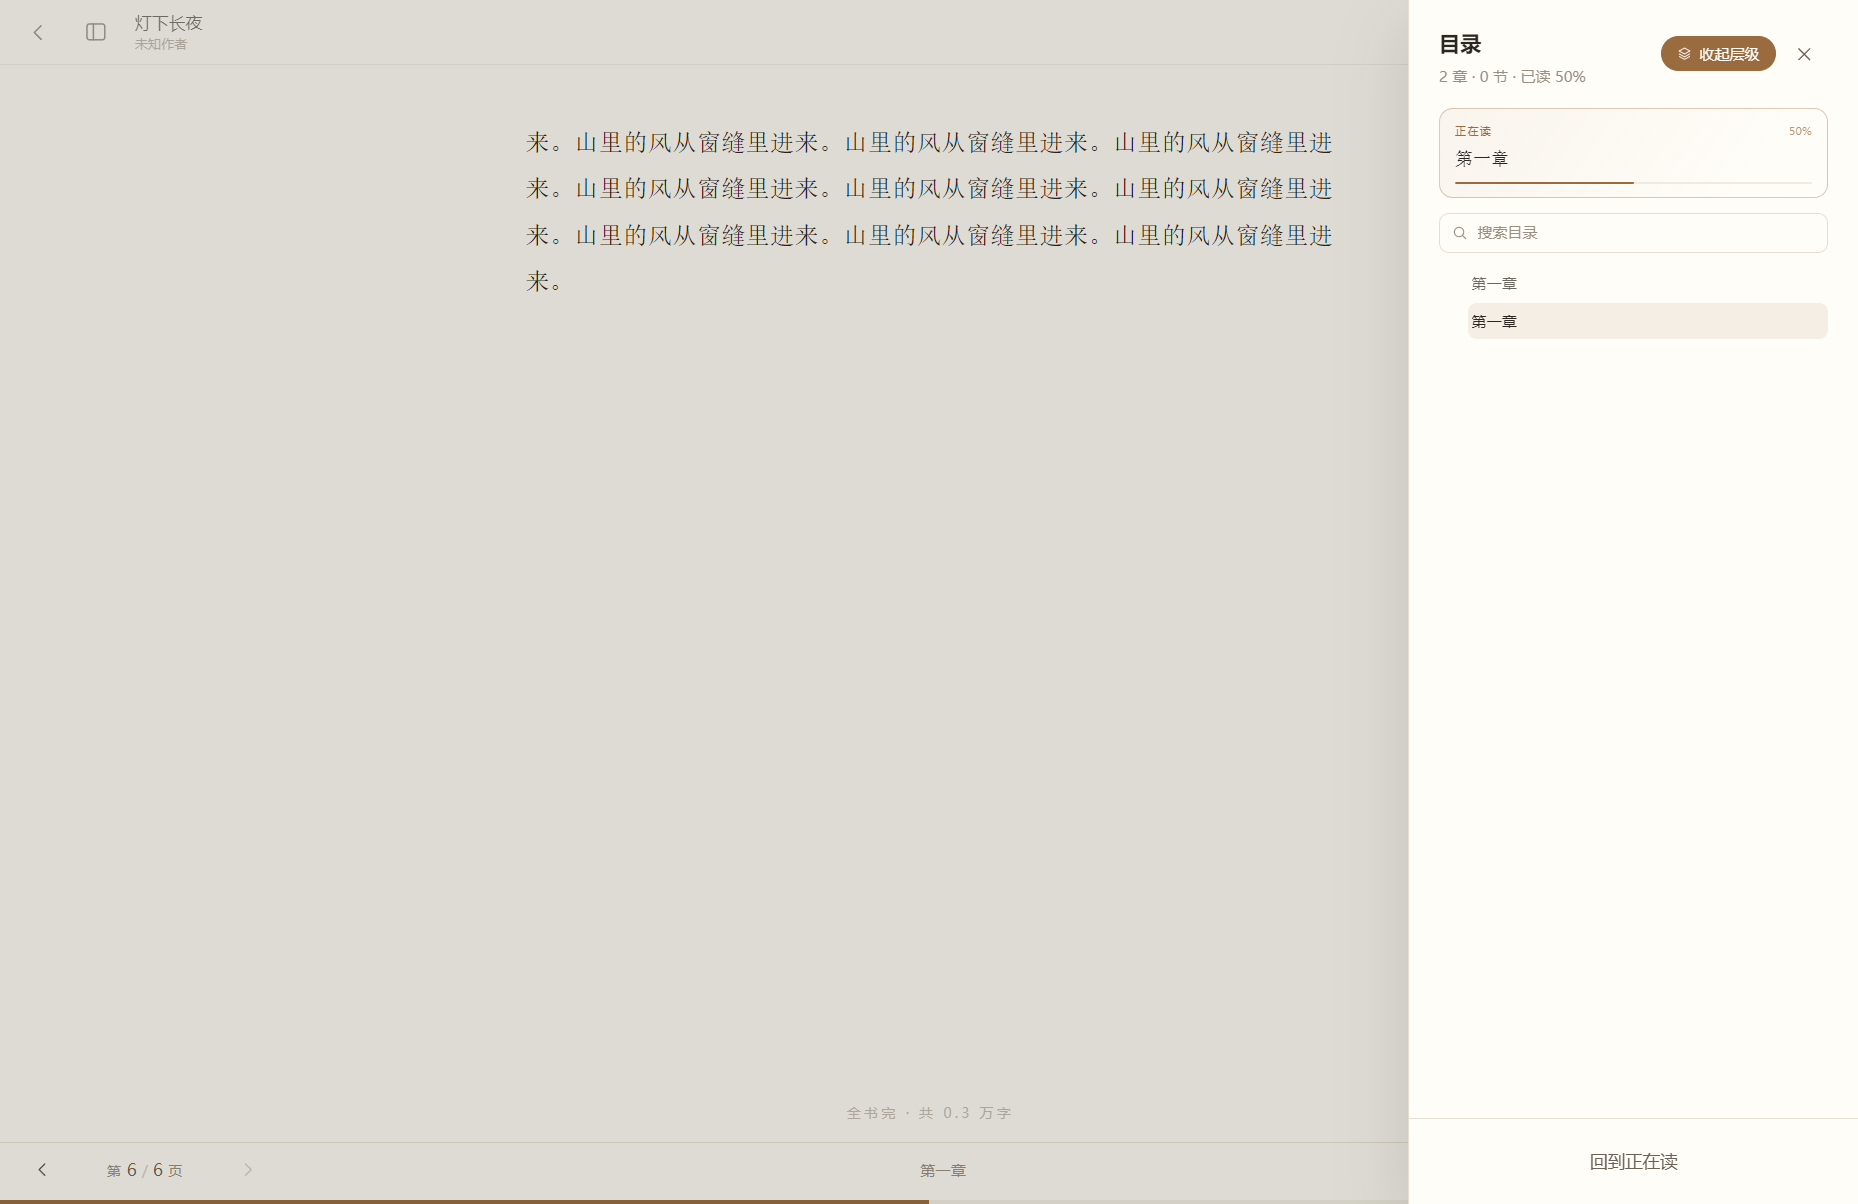 灯下长夜
未知作者
来。山里的风从窗缝里进来。山里的风从窗缝里进来。山里的风从窗缝里进
来。山里的风从窗缝里进来。山里的风从窗缝里进来。山里的风从窗缝里进
来。山里的风从窗缝里进来。山里的风从窗缝里进来。山里的风从窗缝里进
来。
全书完 · 共 0.3 万字
第 6 / 6 页
第一章
目录
收起层级
2 章 · 0 节 · 已读 50%
正在读
50%
第一章
搜索目录
第一章
第一章
回到正在读